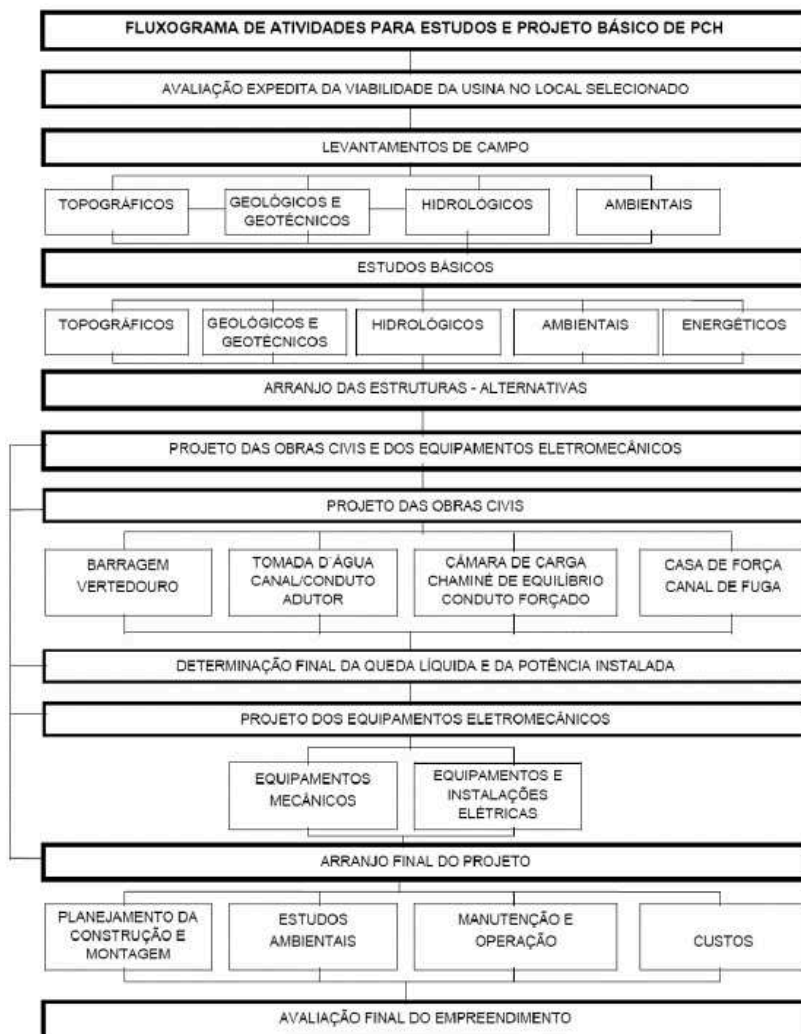 FLUXOGRAMA DE ATIVIDADES PARA ESTUDOS E PROJETO BÁSICO DE PCH
AVALIAÇÃO EXPEDITA DA VIABILIDADE DA USINA NO LOCAL SELECIONADO
LEVANTAMENTOS DE CAMPO
TOPOGRÁFICOS
GEOLÓGICOS E
GEOTÉCNICOS
HIDROLÓGICOS
AMBIENTAIS
ESTUDOS BÁSICOS
TOPOGRÁFICOS
GEOLÓGICOS E
GEOTÉCNICOS
HIDROLÓGICOS
AMBIENTAIS
ENERGÉTICOS
ARRANJO DAS ESTRUTURAS - ALTERNATIVAS
PROJETO DAS OBRAS CIVIS E DOS EQUIPAMENTOS ELETROMECÂNICOS
PROJETO DAS OBRAS CIVIS
BARRAGEM
VERTEDOURO
TOMADA D´ÁGUA
CANAL/CONDUTO
ADUTOR
CÂMARA DE CARGA
CHAMINÉ DE EQUILÍBRIO
CONDUTO FORÇADO
CASA DE FORÇA
CANAL DE FUGA
DETERMINAÇÃO FINAL DA QUEDA LÍQUIDA E DA POTÊNCIA INSTALADA
PROJETO DOS EQUIPAMENTOS ELETROMECÂNICOS
EQUIPAMENTOS
MECÂNICOS
EQUIPAMENTOS E
INSTALAÇÕES
ELÉTRICAS
ARRANJO FINAL DO PROJETO
PLANEJAMENTO DA
CONSTRUÇÃO E
MONTAGEM
ESTUDOS
AMBIENTAIS
MANUTENÇÃO E
OPERAÇÃO
CUSTOS
AVALIAÇÃO FINAL DO EMPREENDIMENTO